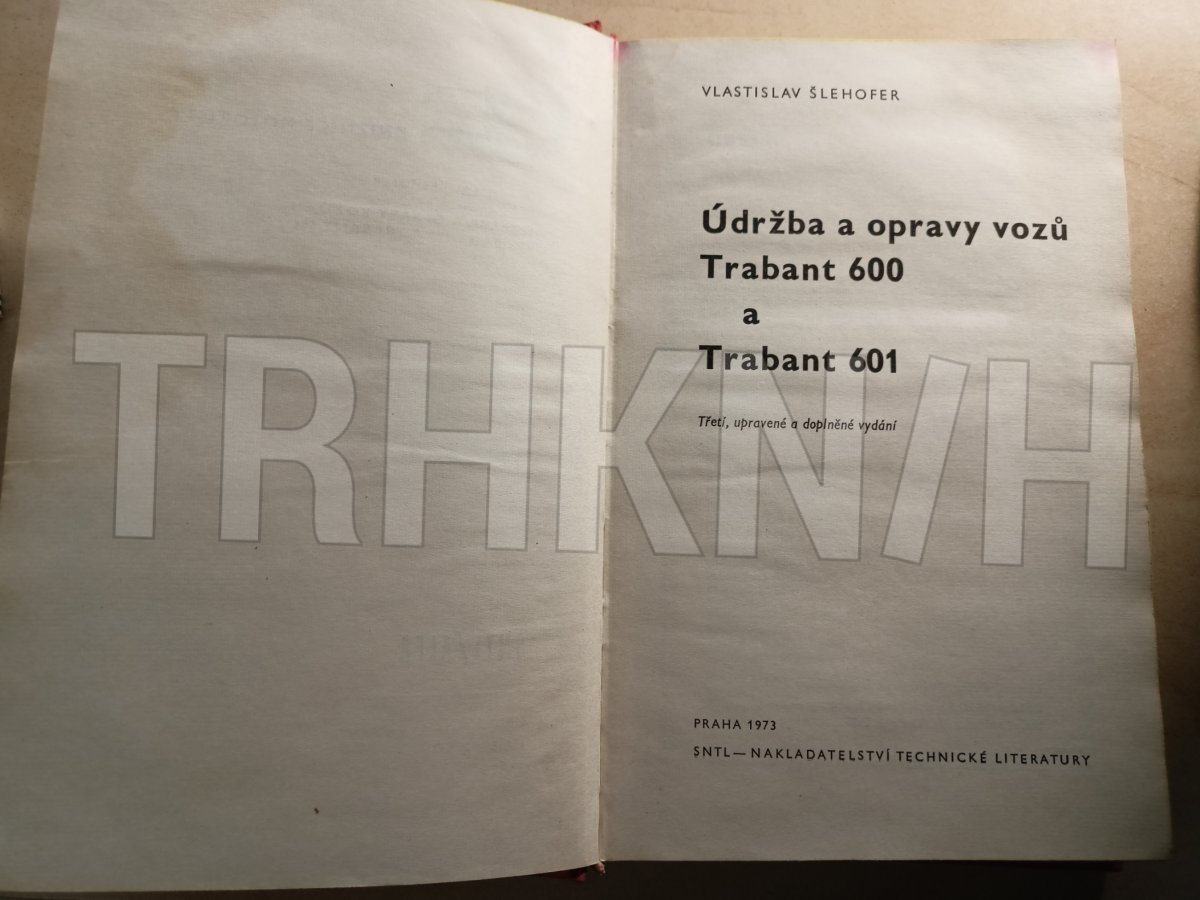 VLASTISLAV ŠLEHOFER
Údržba a opravy vozů
Trabant 600
a
Trabant 601
Třetí, upravené a doplněné vydání
TRHKN/H
PRAHA 1973
SNTL — NAKLADATELSTVÍ TECHNICKÉ LITERATURY